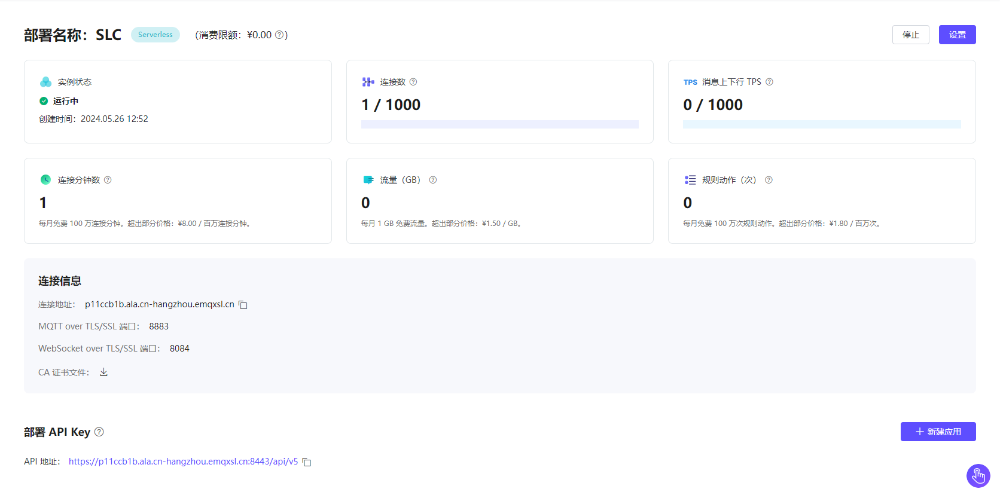 部署名称：SLC Serverless (消费限额：¥0.00 ?) 停止 设置
实例状态
运行中
创建时间：2024.05.26 12:52
连接数 ?
1 / 1000
TPS 消息上下行 TPS ?
0 / 1000
连接分钟数 ?
1
每月免费 100 万连接分钟。超出部分价格：¥8.00 / 百万连接分钟。
流量（GB） ?
0
每月 1 GB 免费流量。超出部分价格：¥1.50 / GB。
规则动作（次） ?
0
每月免费 100 万次规则动作。超出部分价格：¥1.80 / 百万次。
连接信息
连接地址： p11ccb1b.ala.cn-hangzhou.emqxsl.cn
MQTT over TLS/SSL 端口： 8883
WebSocket over TLS/SSL 端口： 8084
CA 证书文件：
部署 API Key ? + 新建应用
API 地址： https://p11ccb1b.ala.cn-hangzhou.emqxsl.cn:8443/api/v5